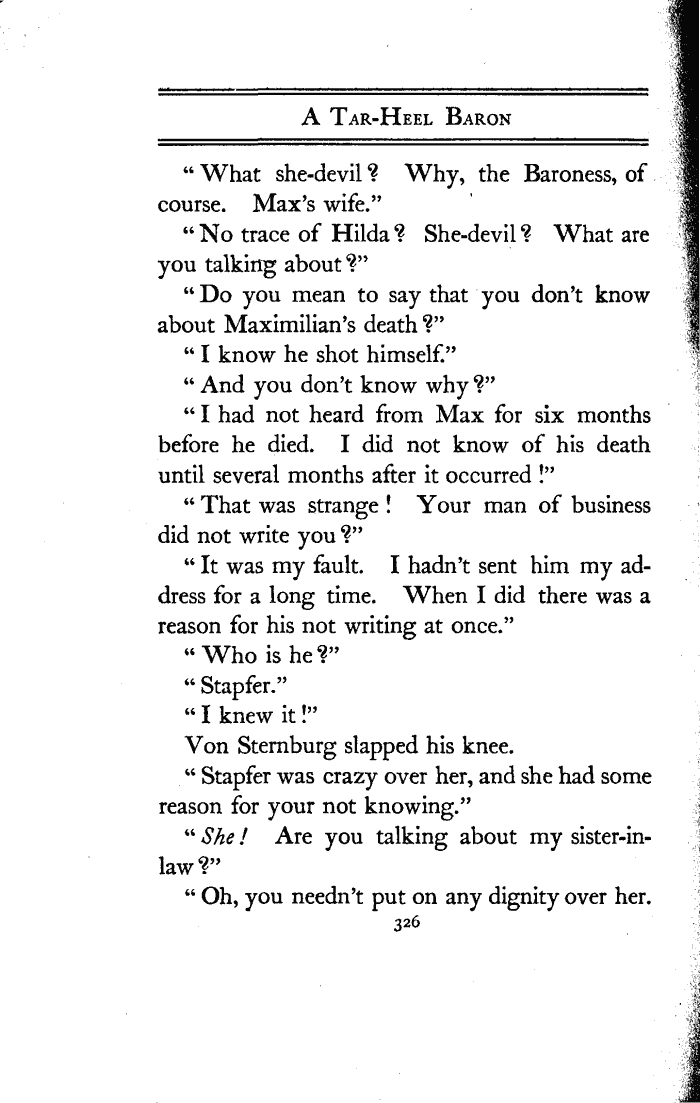 A Tar-Heel Baron
“ What she-devil ? Why, the Baroness, of
course. Max’s wife.”
“ No trace of Hilda ? She-devil ? What are
you talking about ?”
“ Do you mean to say that you don’t know
about Maximilian’s death ?”
“ I know he shot himself.”
“ And you don’t know why ?”
“ I had not heard from Max for six months
before he died. I did not know of his death
until several months after it occurred !”
“ That was strange ! Your man of business
did not write you ?”
“ It was my fault. I hadn’t sent him my ad-
dress for a long time. When I did there was a
reason for his not writing at once.”
“ Who is he ?”
“ Stapfer.”
“ I knew it !”
Von Sternburg slapped his knee.
“ Stapfer was crazy over her, and she had some
reason for your not knowing.”
“ She ! Are you talking about my sister-in-
law ?”
“ Oh, you needn’t put on any dignity over her.
326